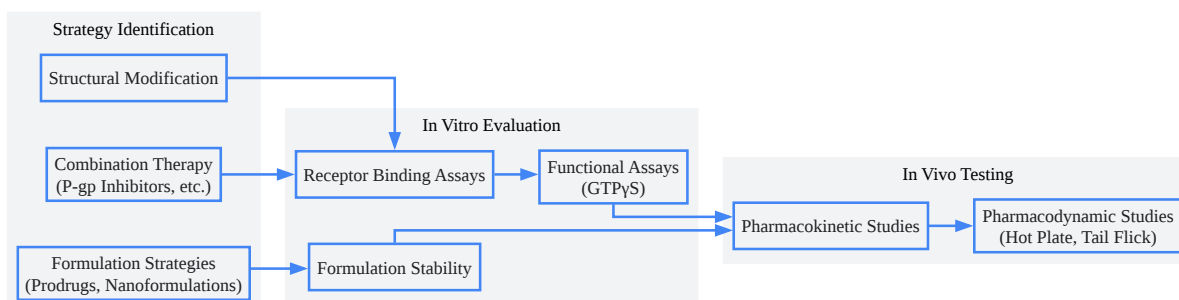 Strategy Identification
Structural Modification
Combination Therapy
(P-gp Inhibitors, etc.)
Formulation Strategies
(Prodrugs, Nanoformulations)
In Vitro Evaluation
Receptor Binding Assays
Functional Assays
(GTPγS)
Formulation Stability
In Vivo Testing
Pharmacokinetic Studies
Pharmacodynamic Studies
(Hot Plate, Tail Flick)